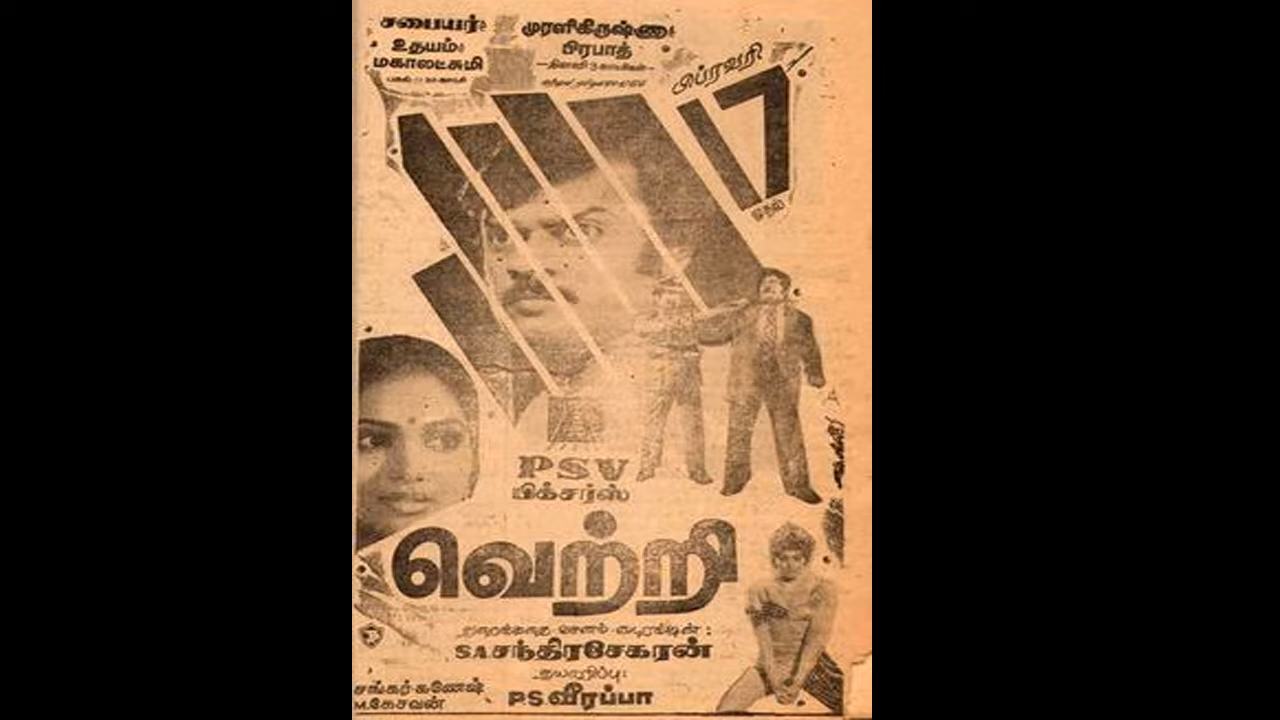 சபையர்
முரளிகிருஷ்ணா
உதயம்
பிரபாத்
மகாலட்சுமி
பிப்ரவரி
17
முதல்
PSV
பிக்சர்ஸ்
வெற்றி
S.A.சந்திரசேகரன்
தயாரிப்பு:
P.S.வீரப்பா
சங்கர்-கணேஷ்
M.கேசவன்